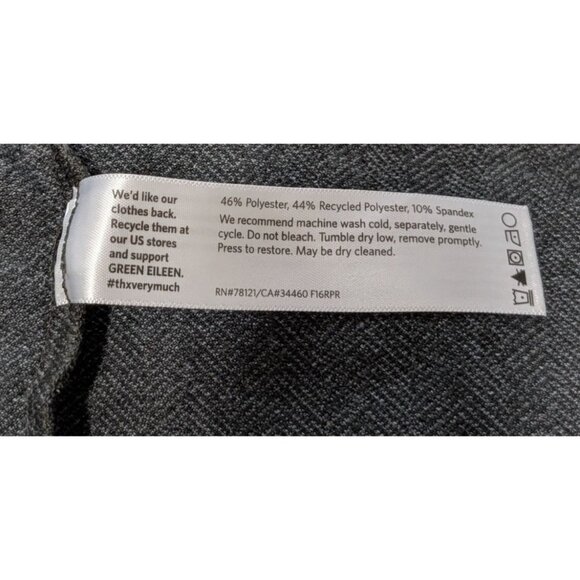 We'd like our
clothes back.
Recycle them at
our US stores
and support
GREEN EILEEN.
#thxverymuch
46% Polyester, 44% Recycled Polyester, 10% Spandex
We recommend machine wash cold, separately, gentle
cycle. Do not bleach. Tumble dry low, remove promptly.
Press to restore. May be dry cleaned.
RN#78121/CA#34460 F16RPR